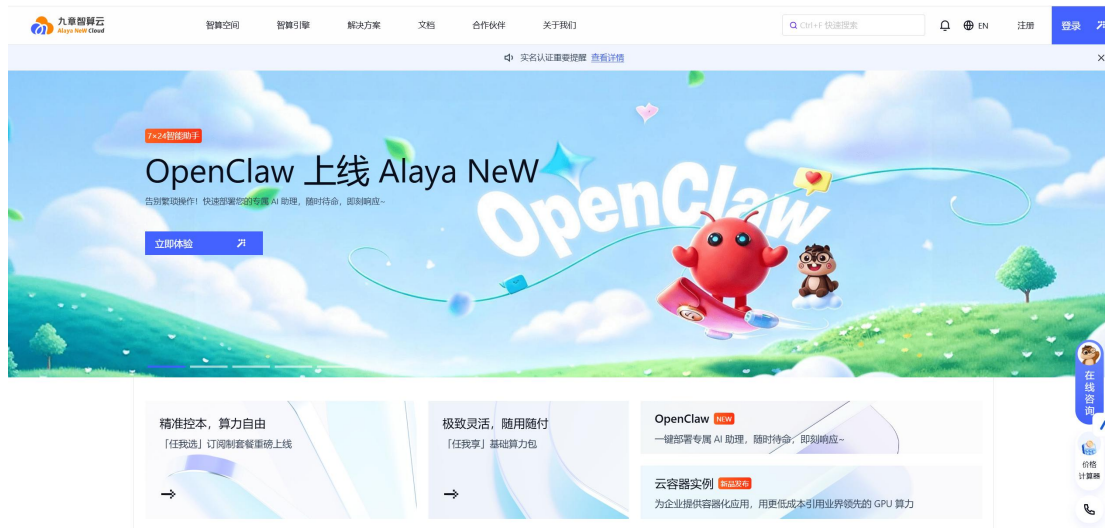 九章智算云
Alaya NeW Cloud
智算空间
智算引擎
解决方案
文档
合作伙伴
关于我们
Ctrl+F 快速搜索
EN
注册
登录
实名认证重要提醒 查看详情
7×24智能助手
OpenClaw 上线 Alaya NeW
告别繁琐操作！快速部署您的专属 AI 助理，随时待命，即刻响应~
立即体验
OpenClaw
在线咨询
价格
计算器
精准控本，算力自由
「任我选」订阅制套餐重磅上线
极致灵活，随用随付
「任我享」基础算力包
OpenClaw NEW
一键部署专属 AI 助理，随时待命，即刻响应~
云容器实例 新品发布
为企业提供容器化应用，用更低成本引用业界领先的 GPU 算力